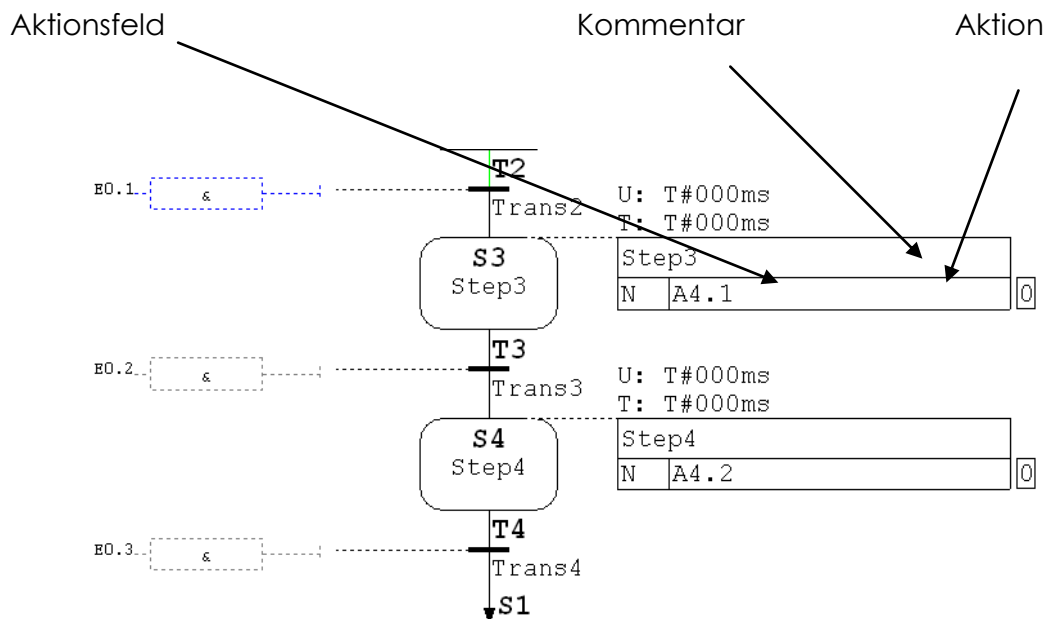 Aktionsfeld Kommentar Aktion
T2
E0.1 & Trans2
U: T#000ms
T: T#000ms
S3
Step3
Step3
N A4.1 0
T3
E0.2 & Trans3
U: T#000ms
T: T#000ms
S4
Step4
Step4
N A4.2 0
T4
E0.3 & Trans4
S1